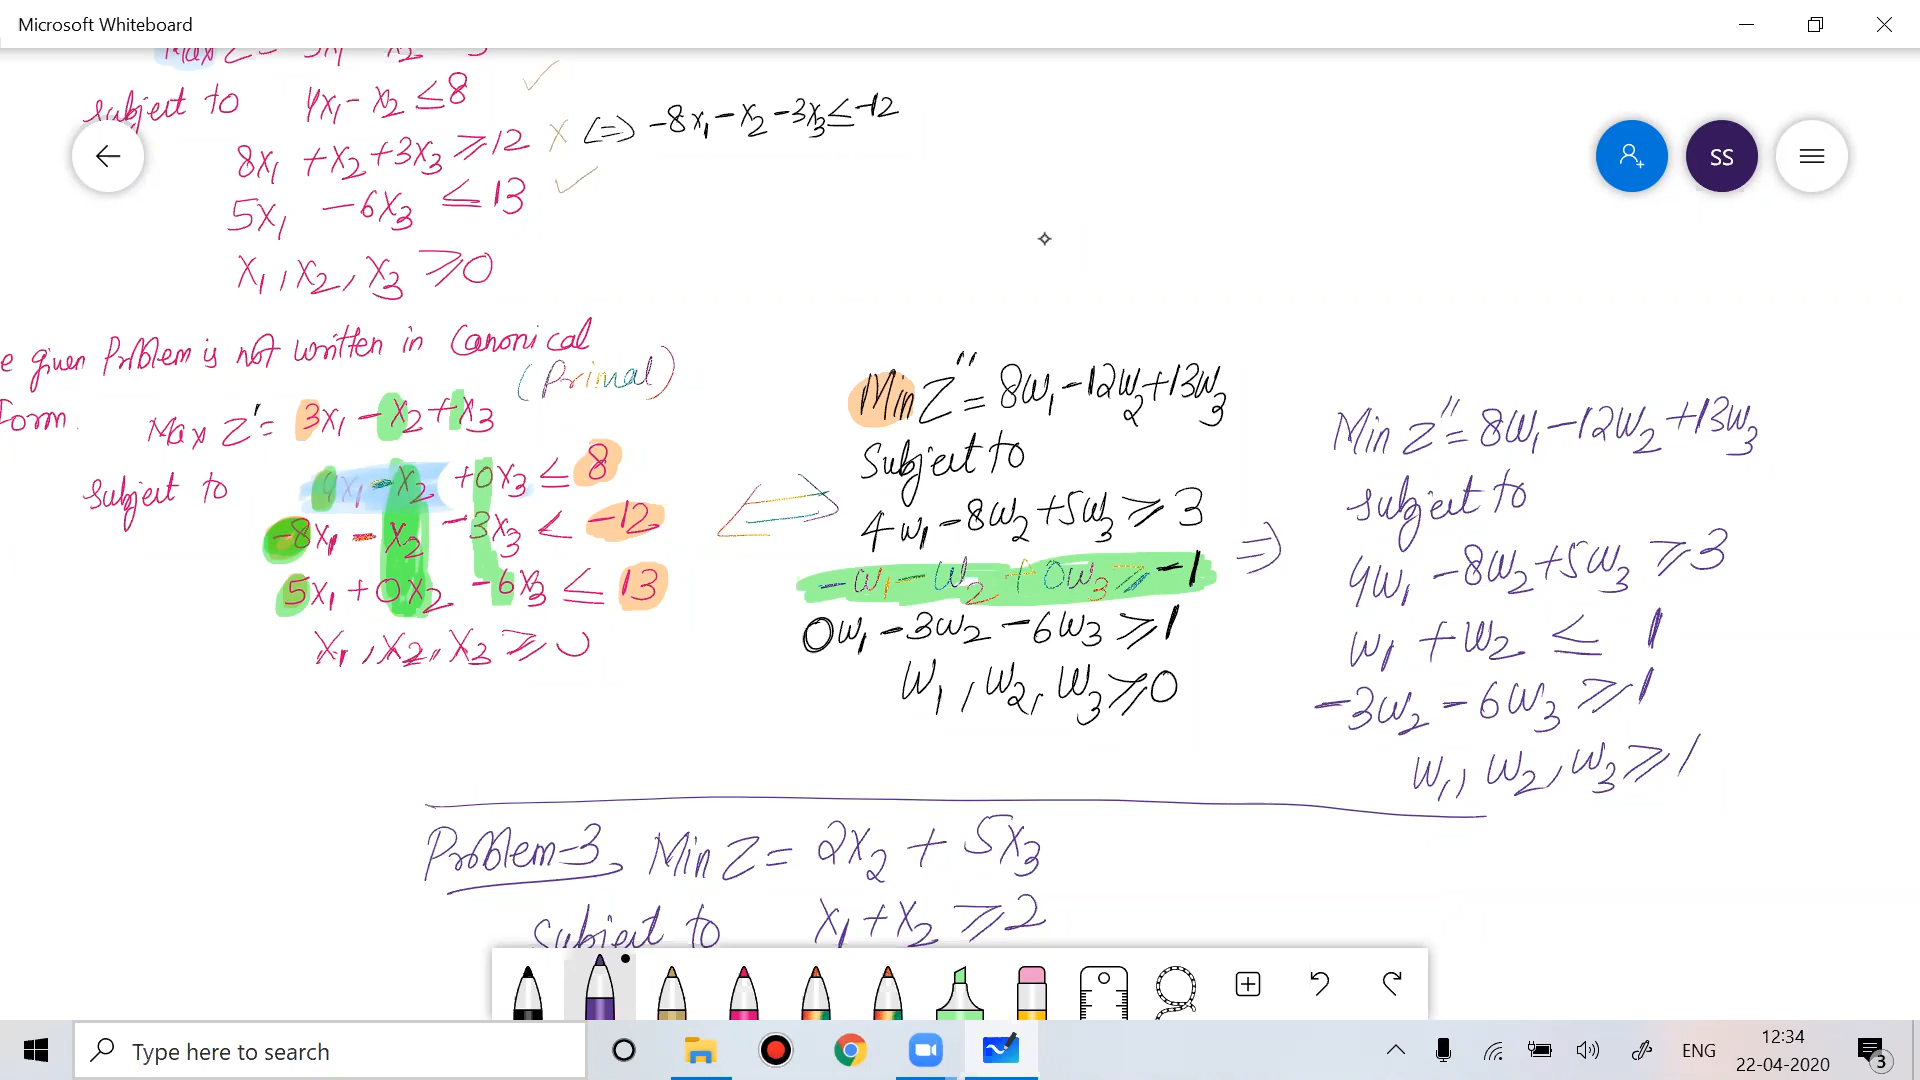 Microsoft Whiteboard
Max Z = 3x₁
subject to 4x₁ - x₂ ≤ 8
8x₁ + x₂ + 3x₃ ≥ 12 X ⇔ -8x₁ - x₂ - 3x₃ ≤ -12
5x₁ - 6x₃ ≤ 13
x₁, x₂, x₃ ≥ 0
SS
e given Problem is not written in Canonical
(Primal)
Form.
Max Z' = 3x₁ - x₂ + x₃
subject to 4x₁ - x₂ + 0x₃ ≤ 8
-8x₁ - x₂ - 3x₃ < -12
5x₁ + 0x₂ - 6x₃ ≤ 13
x₁, x₂, x₃ ≥ 0
Min Z'' = 8w₁ - 12w₂ + 13w₃
Subject to
4w₁ - 8w₂ + 5w₃ ≥ 3
-w₁ - w₂ + 0w₃ ≥ -1
0w₁ - 3w₂ - 6w₃ ≥ 1
w₁, w₂, w₃ ≥ 0
⇒
Min Z'' = 8w₁ - 12w₂ + 13w₃
subject to
4w₁ - 8w₂ + 5w₃ ≥ 3
w₁ + w₂ ≤ 1
-3w₂ - 6w₃ ≥ 1
w₁, w₂, w₃ ≥ 1
Problem-3, Min Z = 2x₂ + 5x₃
subject to x₁ + x₂ ≥ 2
Type here to search
ENG
12:34
22-04-2020
3